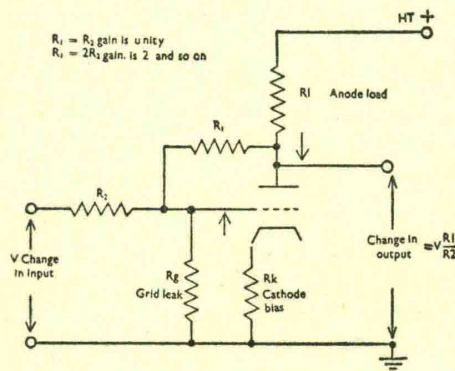 HT +
R₁ = R₂ gain is unity
R₁ = 2R₂ gain. is 2 and so on
Rl Anode load
R₁
R₂
V Change
in input
Rg
Grid leak
Rk
Cathode
bias
Change in
output
= V R1/R2